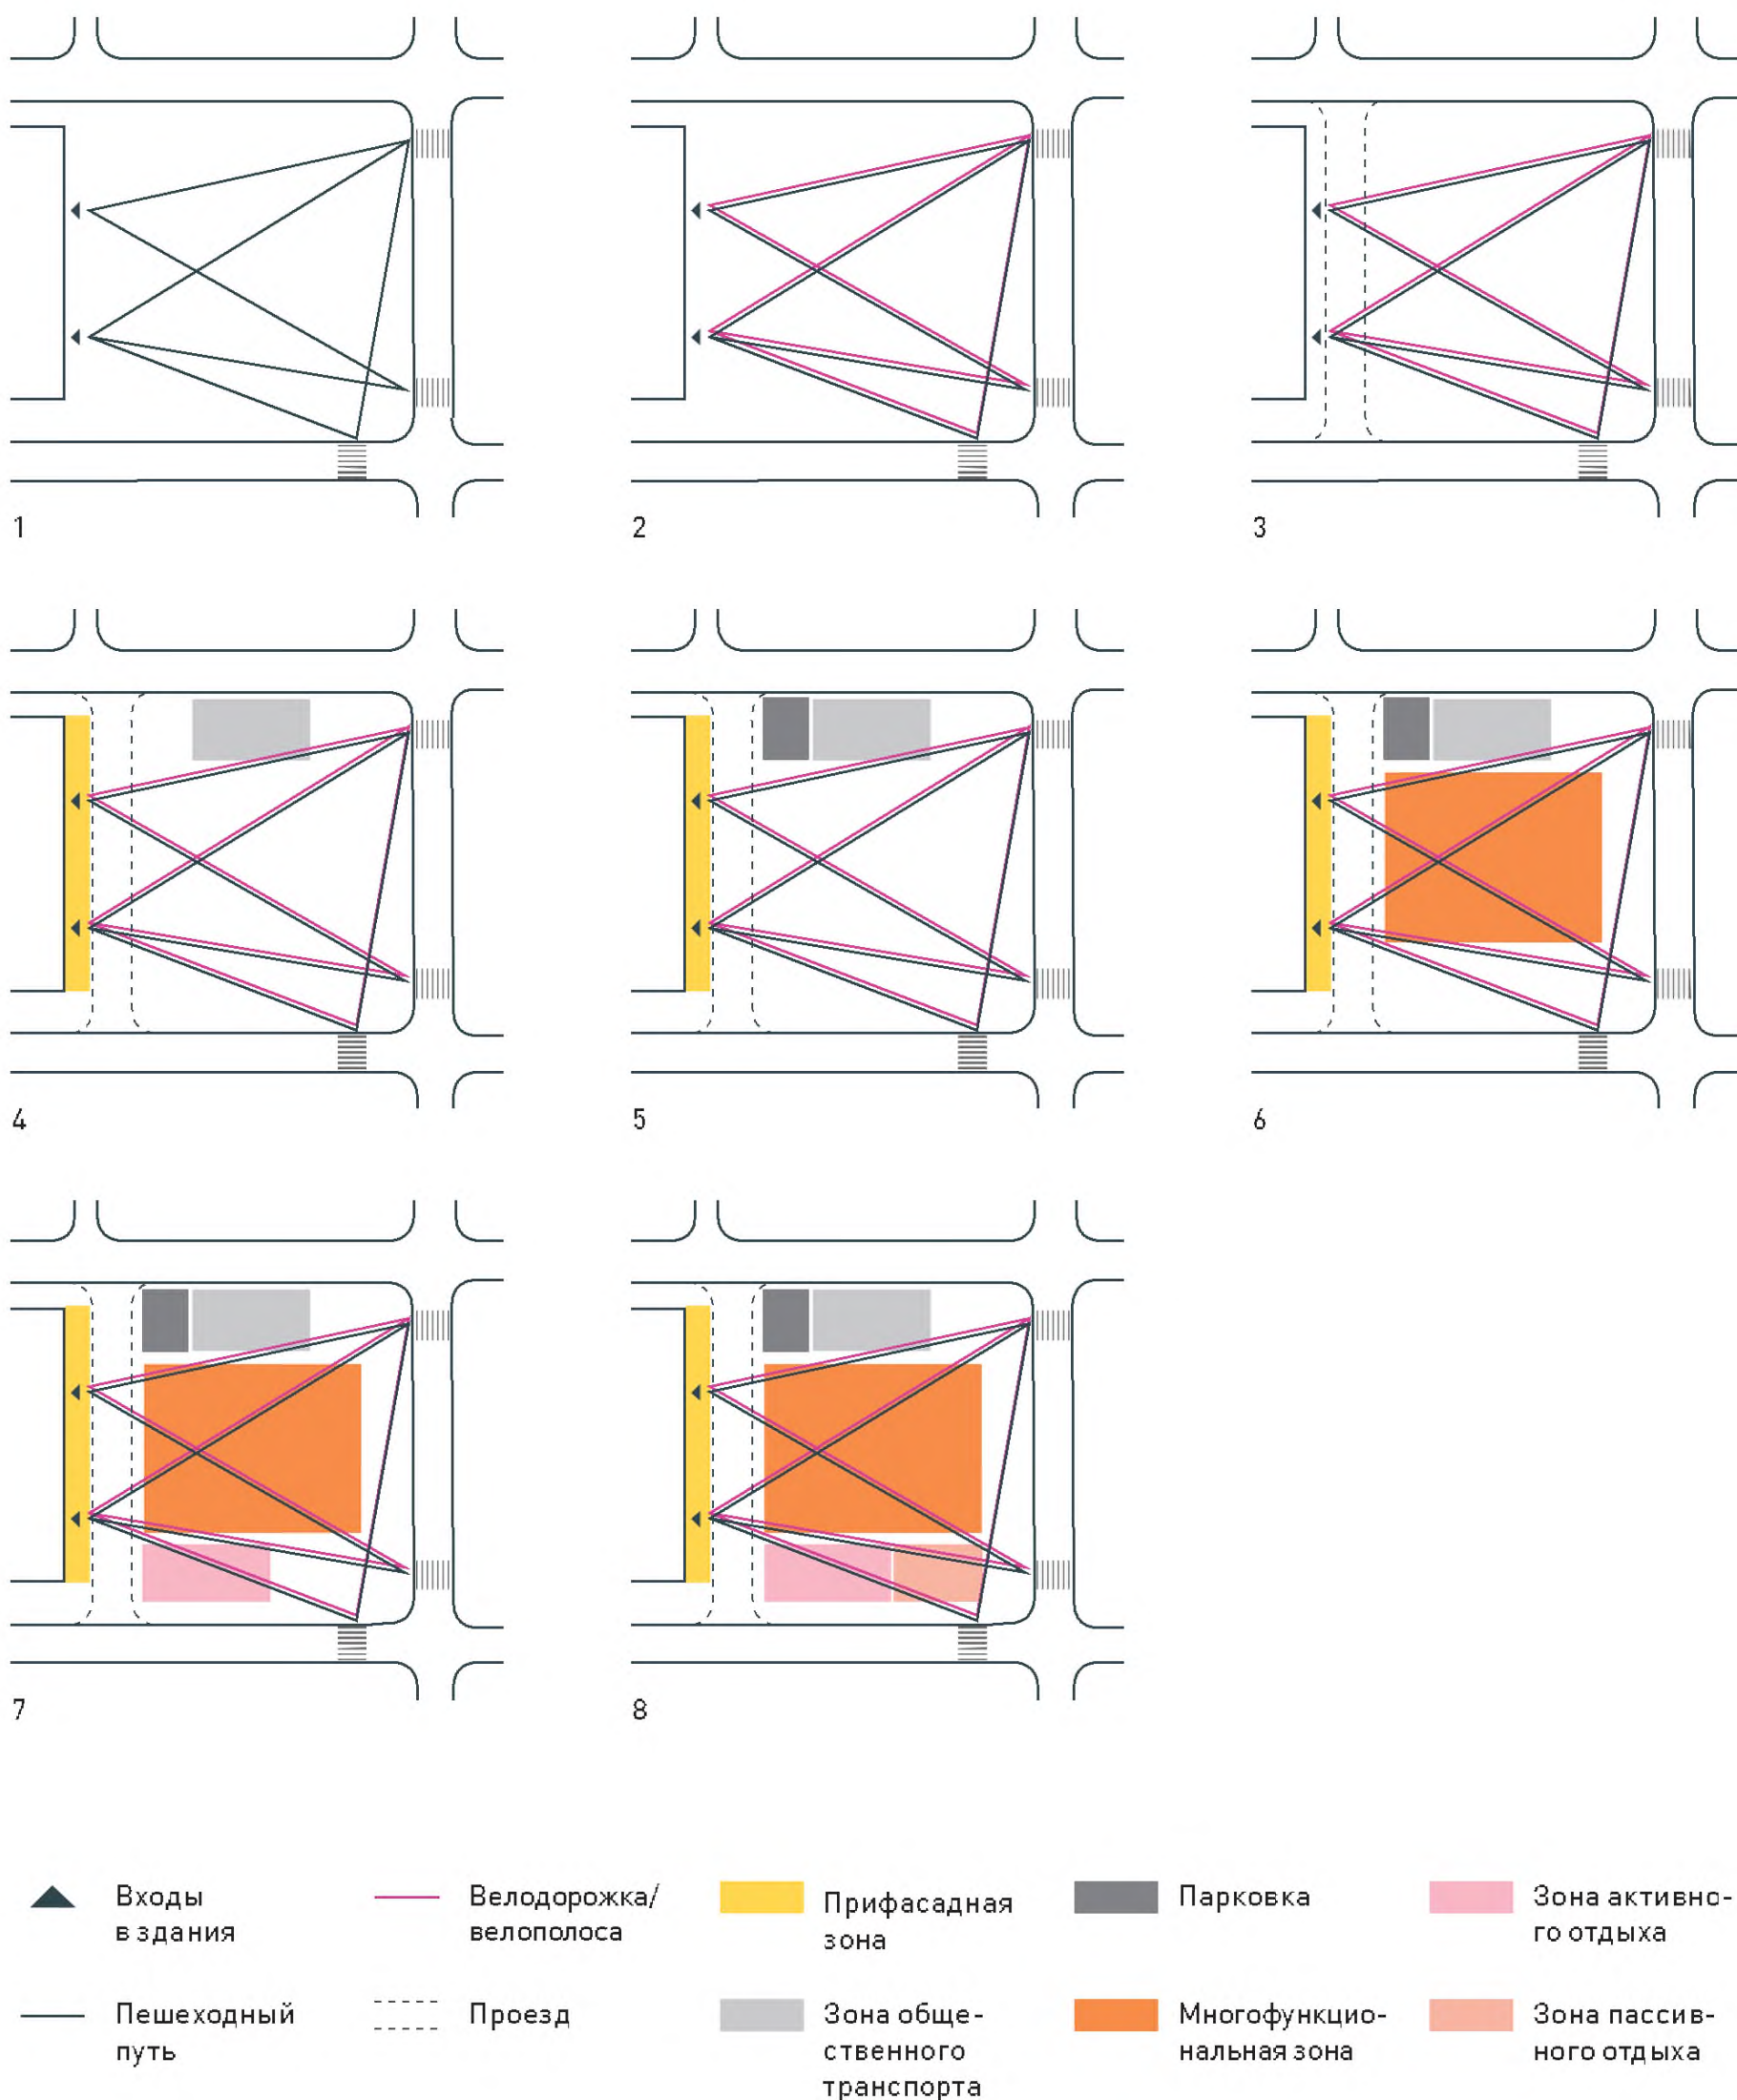 1
2
3
4
5
6
7
8
Входы
в здания
Велодорожка/
велополоса
Прифасадная
зона
Парковка
Зона активно-
го отдыха
Пешеходный
путь
Проезд
Зона обще-
ственного
транспорта
Многофункцио-
нальная зона
Зона пассив-
ного отдыха